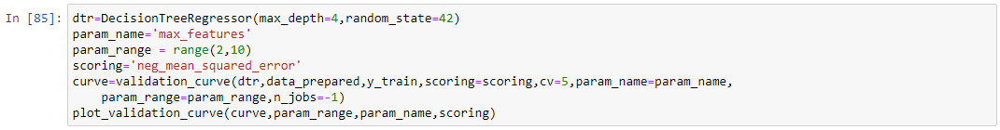 In [85]: dtr=DecisionTreeRegressor(max_depth=4,random_state=42)
param_name='max_features'
param_range = range(2,10)
scoring='neg_mean_squared_error'
curve=validation_curve(dtr,data_prepared,y_train,scoring=scoring,cv=5,param_name=param_name,
    param_range=param_range,n_jobs=-1)
plot_validation_curve(curve,param_range,param_name,scoring)